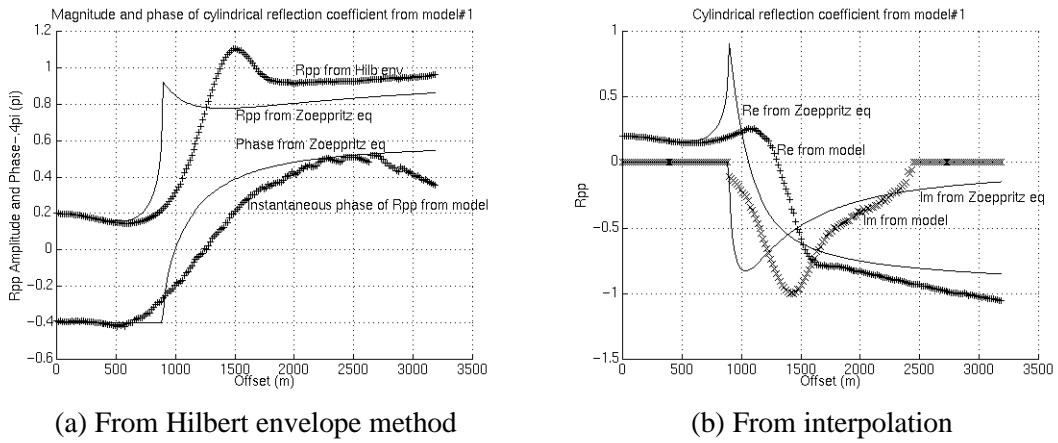 Magnitude and phase of cylindrical reflection coefficient from model#1
Rpp Amplitude and Phase-.4pi (pi)
1.2
1
0.8
0.6
0.4
0.2
0
-0.2
-0.4
-0.6
Rpp from Hilb env
Rpp from Zoeppritz eq
Phase from Zoeppritz eq
Instantaneous phase of Rpp from model
0 500 1000 1500 2000 2500 3000 3500
Offset (m)
(a) From Hilbert envelope method
Cylindrical reflection coefficient from model#1
Rpp
1
0.5
0
-0.5
-1
-1.5
Re from Zoeppritz eq
Re from model
Im from Zoeppritz eq
Im from model
0 500 1000 1500 2000 2500 3000 3500
Offset (m)
(b) From interpolation